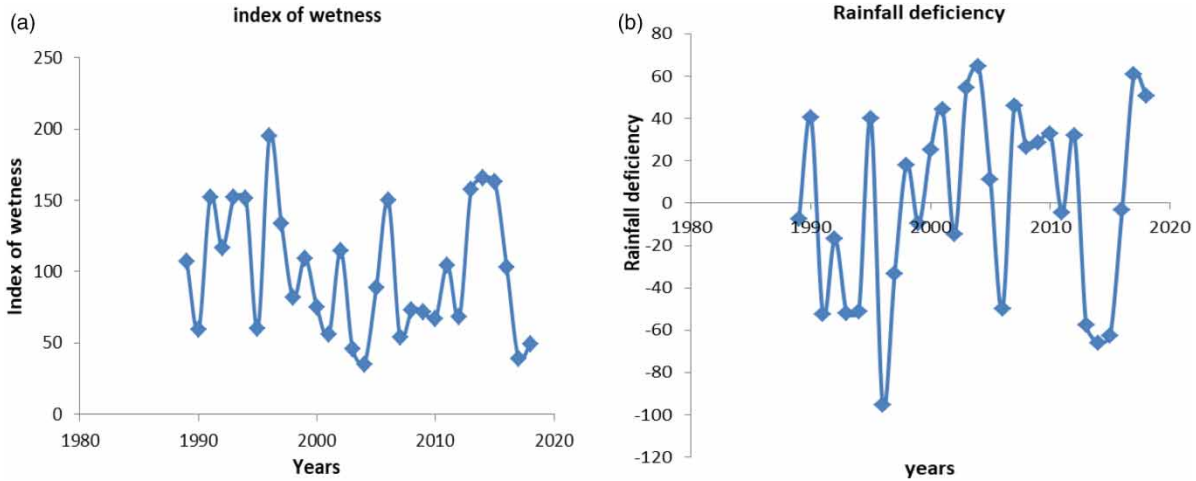 (a)
index of wetness
250
200
150
100
50
0
Index of wetness
1980 1990 2000 2010 2020
Years
(b)
Rainfall deficiency
80
60
40
20
0
-20
-40
-60
-80
-100
-120
Rainfall deficiency
1980 1990 2000 2010 2020
years